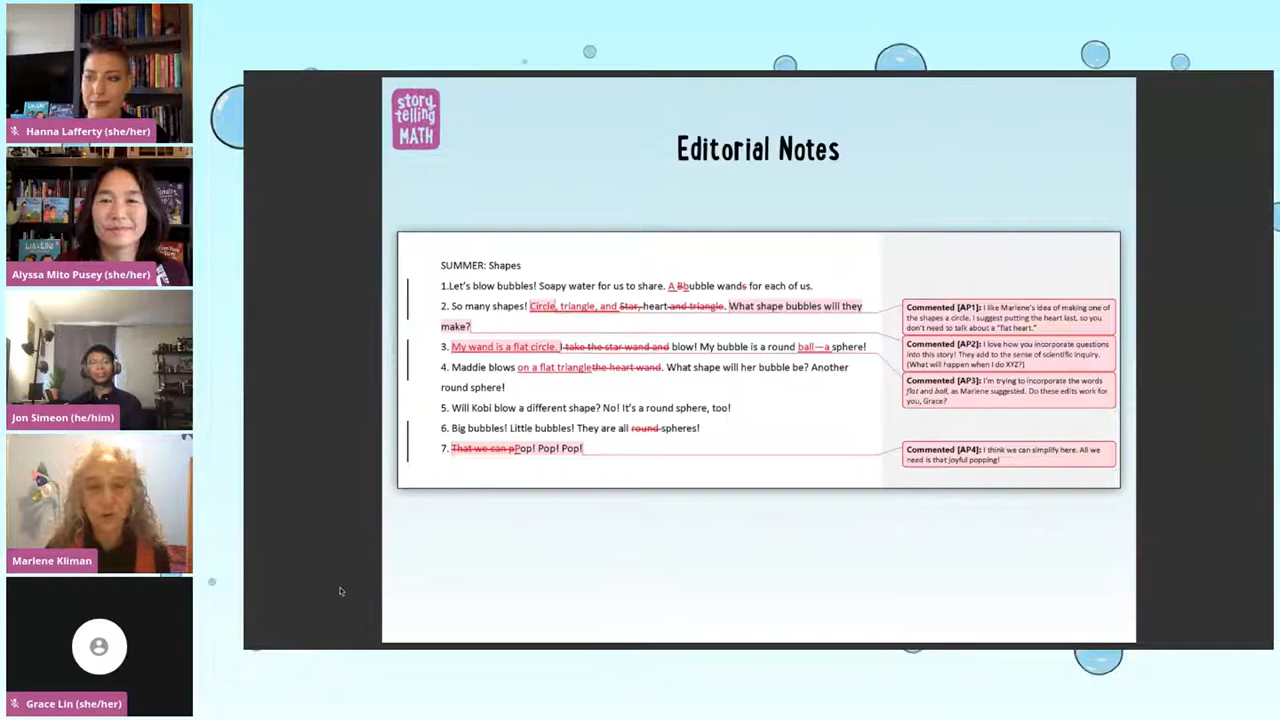 Hanna Lafferty (she/her)
Alyssa Mito Pusey (she/her)
Jon Simeon (he/him)
Marlene Kliman
Grace Lin (she/her)
story
telling
MATH
Editorial Notes
SUMMER: Shapes
1.Let's blow bubbles! Soapy water for us to share. A Bbubble wands for each of us.
2. So many shapes! Circle, triangle, and Star, heart and triangle. What shape bubbles will they
make?
3. My wand is a flat circle. I take the star wand and blow! My bubble is a round ball—a sphere!
4. Maddie blows on a flat trianglethe heart wand. What shape will her bubble be? Another
round sphere!
5. Will Kobi blow a different shape? No! It's a round sphere, too!
6. Big bubbles! Little bubbles! They are all round spheres!
7. That we can pPop! Pop! Pop!
Commented [AP1]: I like Marlene's idea of making one of
the shapes a circle. I suggest putting the heart last, so you
don't need to talk about a "flat heart."
Commented [AP2]: I love how you incorporate questions
into this story! They add to the sense of scientific inquiry.
(What will happen when I do XYZ?)
Commented [AP3]: I'm trying to incorporate the words
flat and ball, as Marlene suggested. Do these edits work for
you, Grace?
Commented [AP4]: I think we can simplify here. All we
need is that joyful popping!